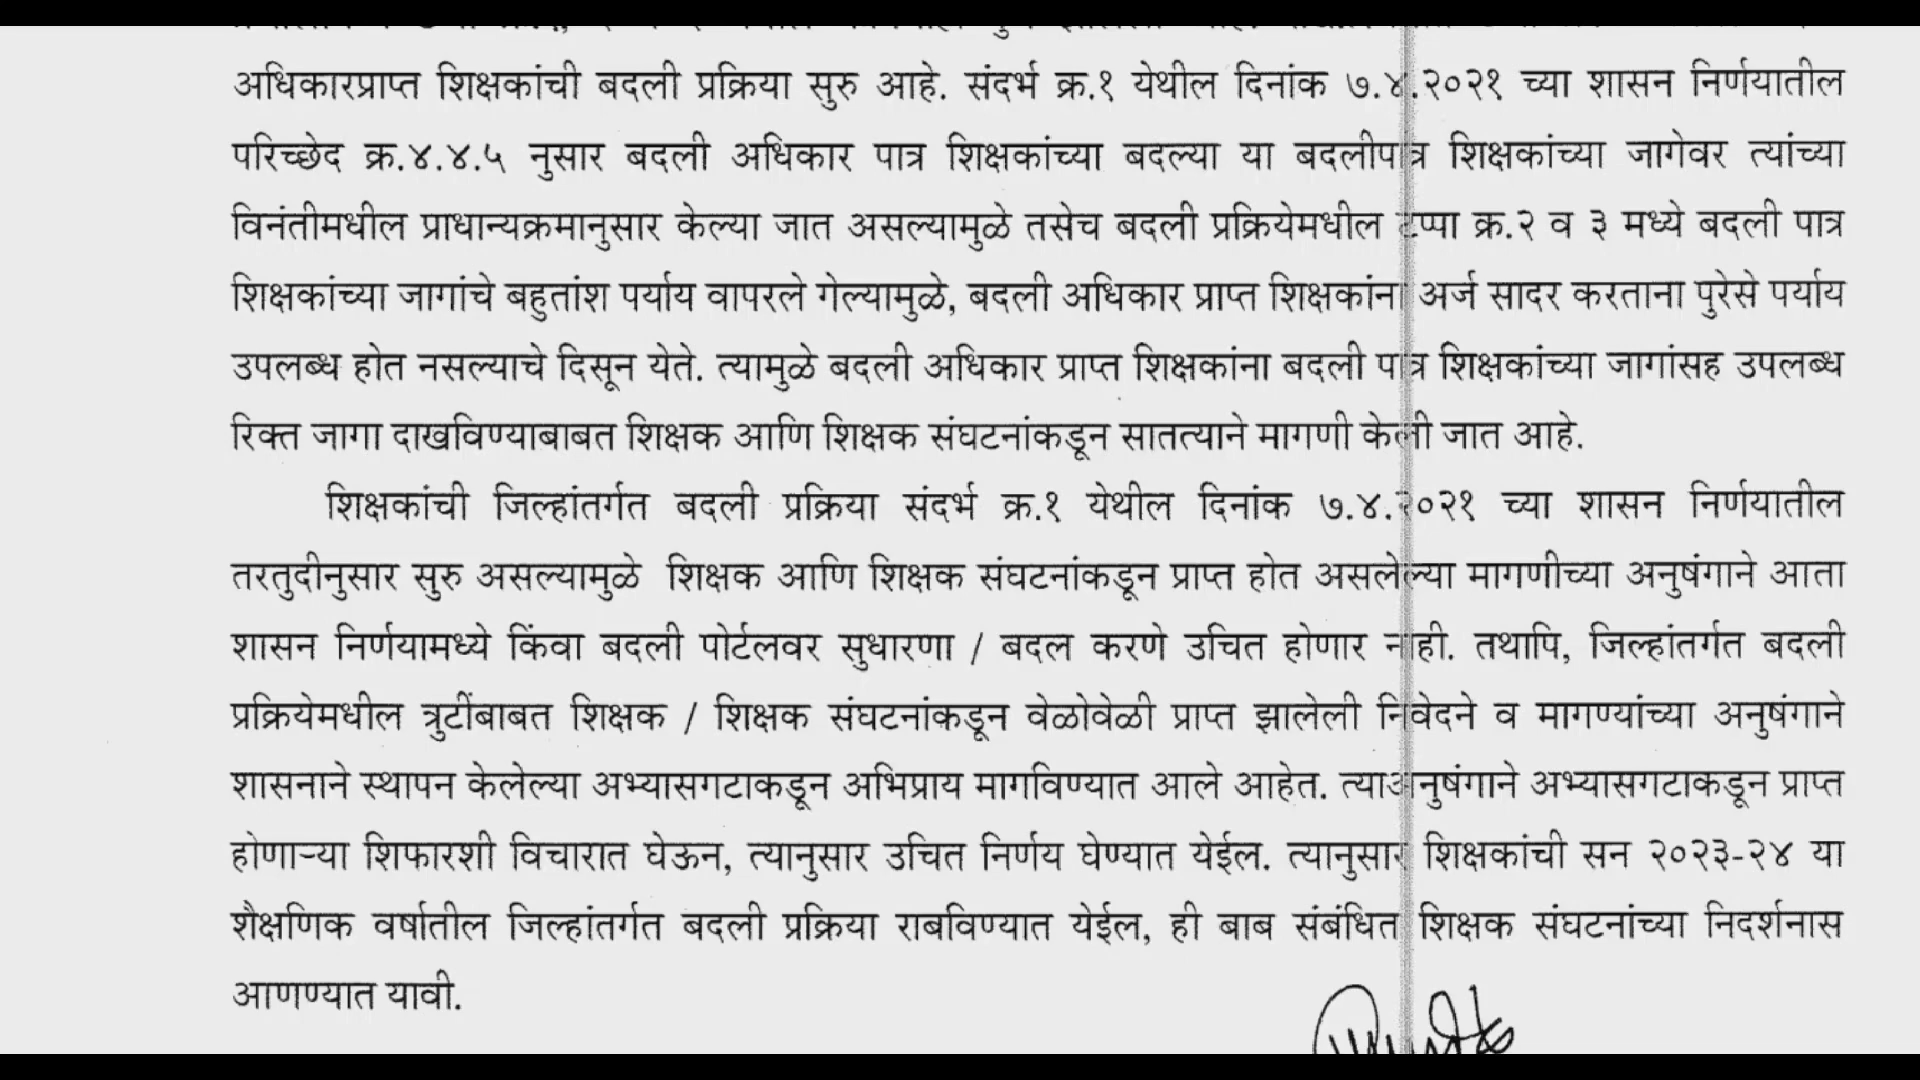 अधिकारप्राप्त शिक्षकांची बदली प्रक्रिया सुरु आहे. संदर्भ क्र.१ येथील दिनांक ७.४.२०२१ च्या शासन निर्णयातील
परिच्छेद क्र.४.४.५ नुसार बदली अधिकार पात्र शिक्षकांच्या बदल्या या बदलीपात्र शिक्षकांच्या जागेवर त्यांच्या
विनंतीमधील प्राधान्यक्रमानुसार केल्या जात असल्यामुळे तसेच बदली प्रक्रियेमधील टप्पा क्र.२ व ३ मध्ये बदली पात्र
शिक्षकांच्या जागांचे बहुतांश पर्याय वापरले गेल्यामुळे, बदली अधिकार प्राप्त शिक्षकांना अर्ज सादर करताना पुरेसे पर्याय
उपलब्ध होत नसल्याचे दिसून येते. त्यामुळे बदली अधिकार प्राप्त शिक्षकांना बदली पात्र शिक्षकांच्या जागांसह उपलब्ध
रिक्त जागा दाखविण्याबाबत शिक्षक आणि शिक्षक संघटनांकडून सातत्याने मागणी केली जात आहे.
शिक्षकांची जिल्हांतर्गत बदली प्रक्रिया संदर्भ क्र.१ येथील दिनांक ७.४.२०२१ च्या शासन निर्णयातील
तरतुदीनुसार सुरु असल्यामुळे शिक्षक आणि शिक्षक संघटनांकडून प्राप्त होत असलेल्या मागणीच्या अनुषंगाने आता
शासन निर्णयामध्ये किंवा बदली पोर्टलवर सुधारणा / बदल करणे उचित होणार नाही. तथापि, जिल्हांतर्गत बदली
प्रक्रियेमधील त्रुटींबाबत शिक्षक / शिक्षक संघटनांकडून वेळोवेळी प्राप्त झालेली निवेदने व मागण्यांच्या अनुषंगाने
शासनाने स्थापन केलेल्या अभ्यासगटाकडून अभिप्राय मागविण्यात आले आहेत. त्याअनुषंगाने अभ्यासगटाकडून प्राप्त
होणाऱ्या शिफारशी विचारात घेऊन, त्यानुसार उचित निर्णय घेण्यात येईल. त्यानुसार शिक्षकांची सन २०२३-२४ या
शैक्षणिक वर्षातील जिल्हांतर्गत बदली प्रक्रिया राबविण्यात येईल, ही बाब संबंधित शिक्षक संघटनांच्या निदर्शनास
आणण्यात यावी.